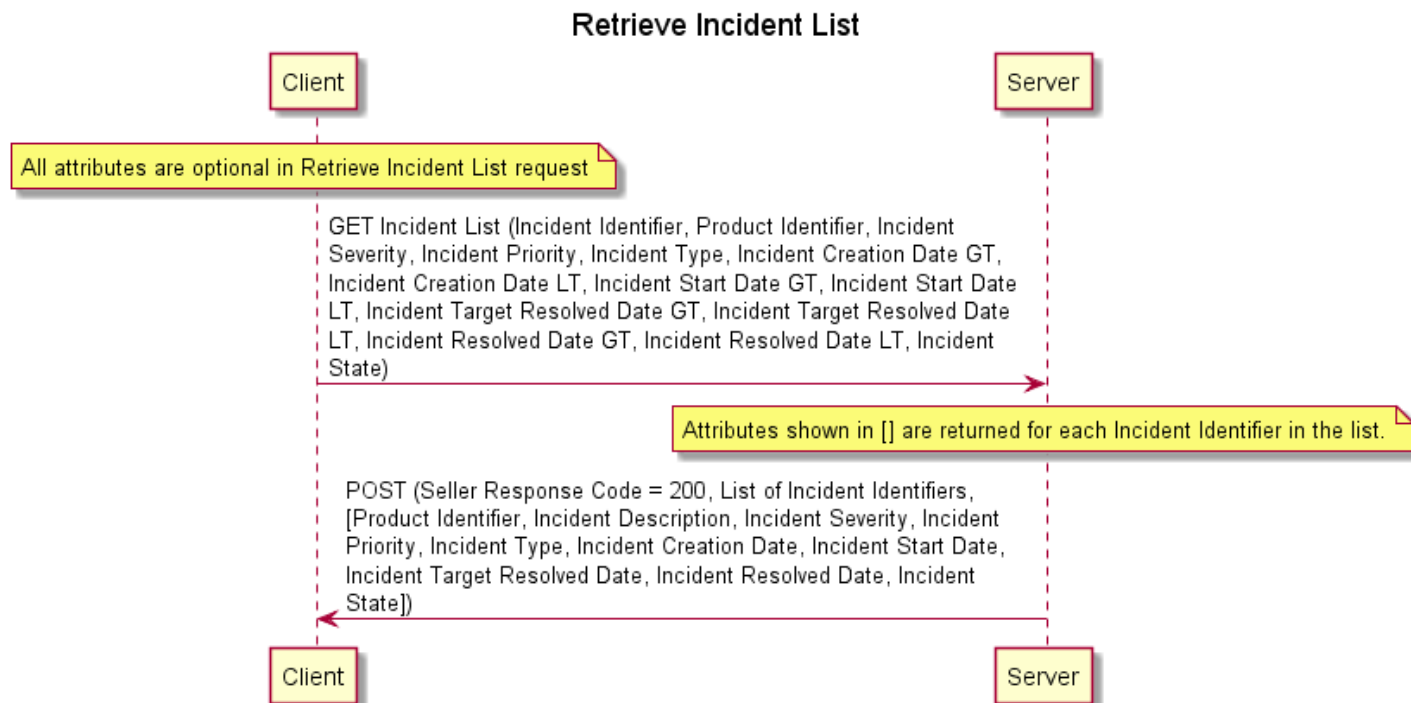 Retrieve Incident List
Client
Server
All attributes are optional in Retrieve Incident List request
GET Incident List (Incident Identifier, Product Identifier, Incident
Severity, Incident Priority, Incident Type, Incident Creation Date GT,
Incident Creation Date LT, Incident Start Date GT, Incident Start Date
LT, Incident Target Resolved Date GT, Incident Target Resolved Date
LT, Incident Resolved Date GT, Incident Resolved Date LT, Incident
State)
Attributes shown in [] are returned for each Incident Identifier in the list.
POST (Seller Response Code = 200, List of Incident Identifiers,
[Product Identifier, Incident Description, Incident Severity, Incident
Priority, Incident Type, Incident Creation Date, Incident Start Date,
Incident Target Resolved Date, Incident Resolved Date, Incident
State])
Client
Server